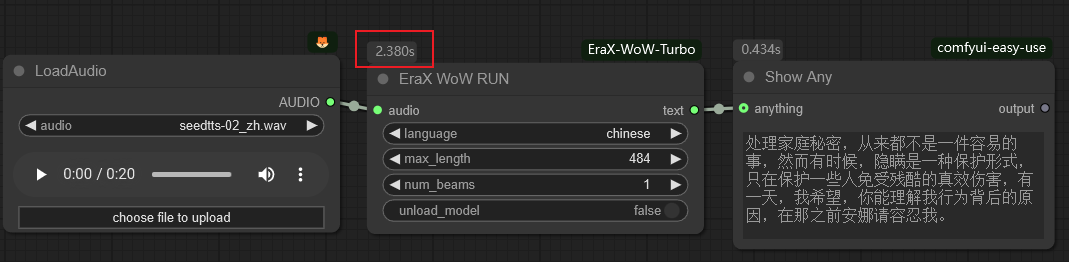 2.380s
EraX-WoW-Turbo
0.434s
comfyui-easy-use
LoadAudio
EraX WoW RUN
Show Any
AUDIO
audio
text
anything
output
audio
seedtts-02_zh.wav
language
chinese
max_length
484
num_beams
1
unload_model
false
0:00 / 0:20
choose file to upload
处理家庭秘密，从来都不是一件容易的
事，然而有时候，隐瞒是一种保护形式，
只在保护一些人免受残酷的真效伤害，有
一天，我希望，你能理解我行为背后的原
因，在那之前安娜请容忍我。